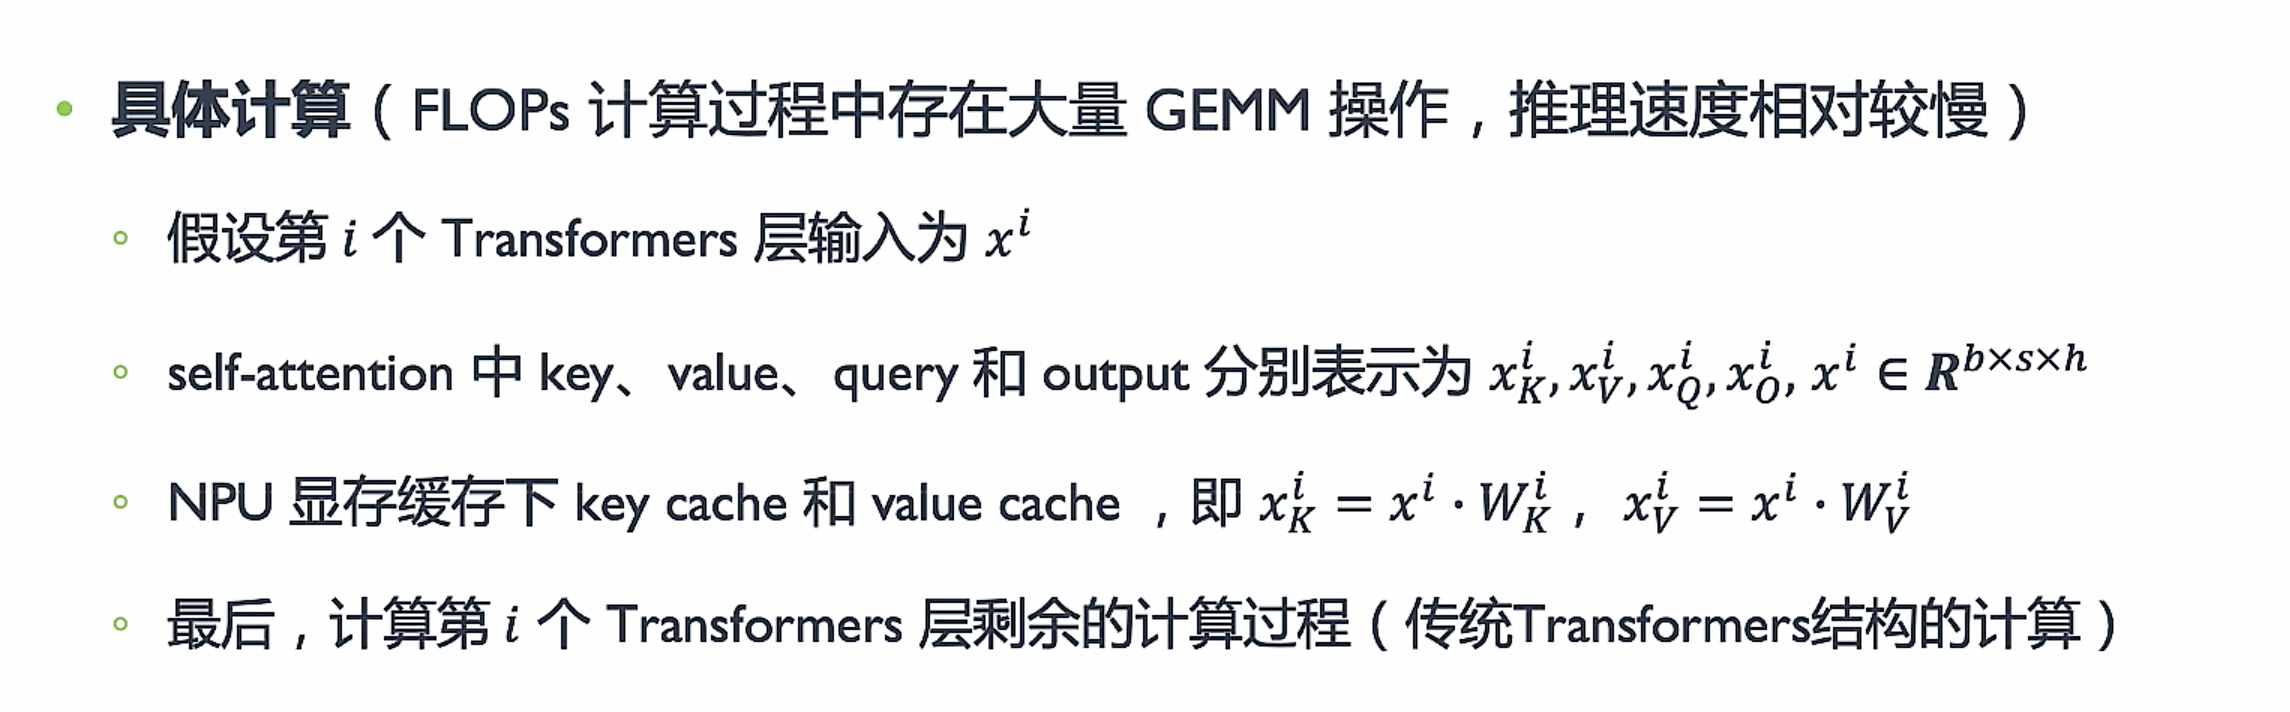 • 具体计算（FLOPs 计算过程中存在大量 GEMM 操作，推理速度相对较慢）
◦ 假设第 i 个 Transformers 层输入为 xⁱ
◦ self-attention 中 key、value、query 和 output 分别表示为 $x_K^i, x_V^i, x_Q^i, x_O^i, x^i \in \boldsymbol{R}^{b \times s \times h}$
◦ NPU 显存缓存下 key cache 和 value cache ，即 $x_K^i = x^i \cdot W_K^i$ ， $x_V^i = x^i \cdot W_V^i$
◦ 最后，计算第 i 个 Transformers 层剩余的计算过程（传统Transformers结构的计算）